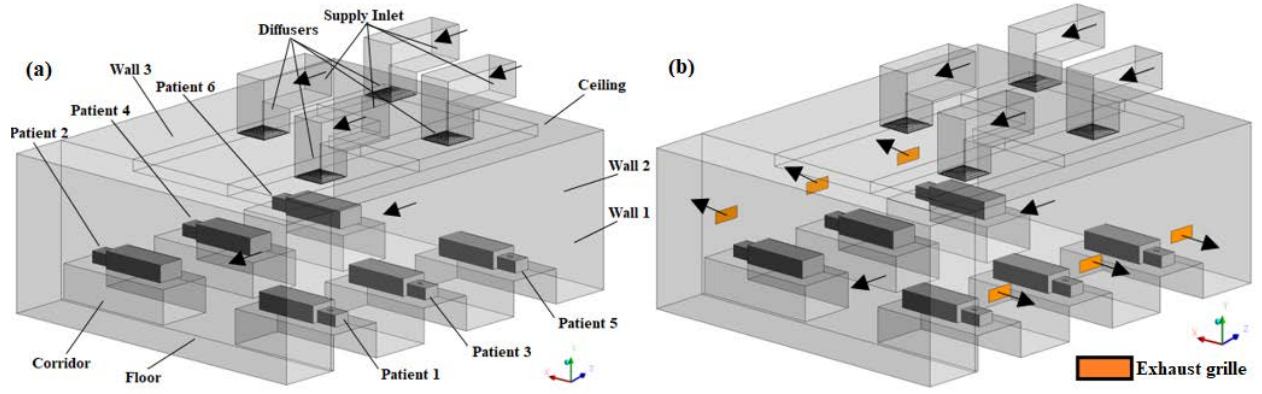 Supply Inlet
Diffusers
(a)
Wall 3
Patient 6
Patient 4
Patient 2
Ceiling
Wall 2
Wall 1
Patient 5
Patient 3
Patient 1
Corridor
Floor
X
Y
Z
(b)
X
Y
Z
Exhaust grille